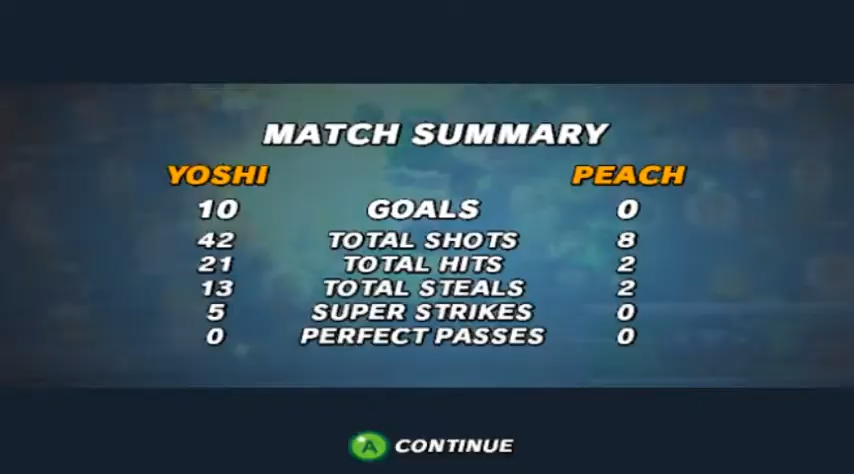 MATCH SUMMARY
YOSHI PEACH
10 GOALS 0
42 TOTAL SHOTS 8
21 TOTAL HITS 2
13 TOTAL STEALS 2
5 SUPER STRIKES 0
0 PERFECT PASSES 0
A CONTINUE